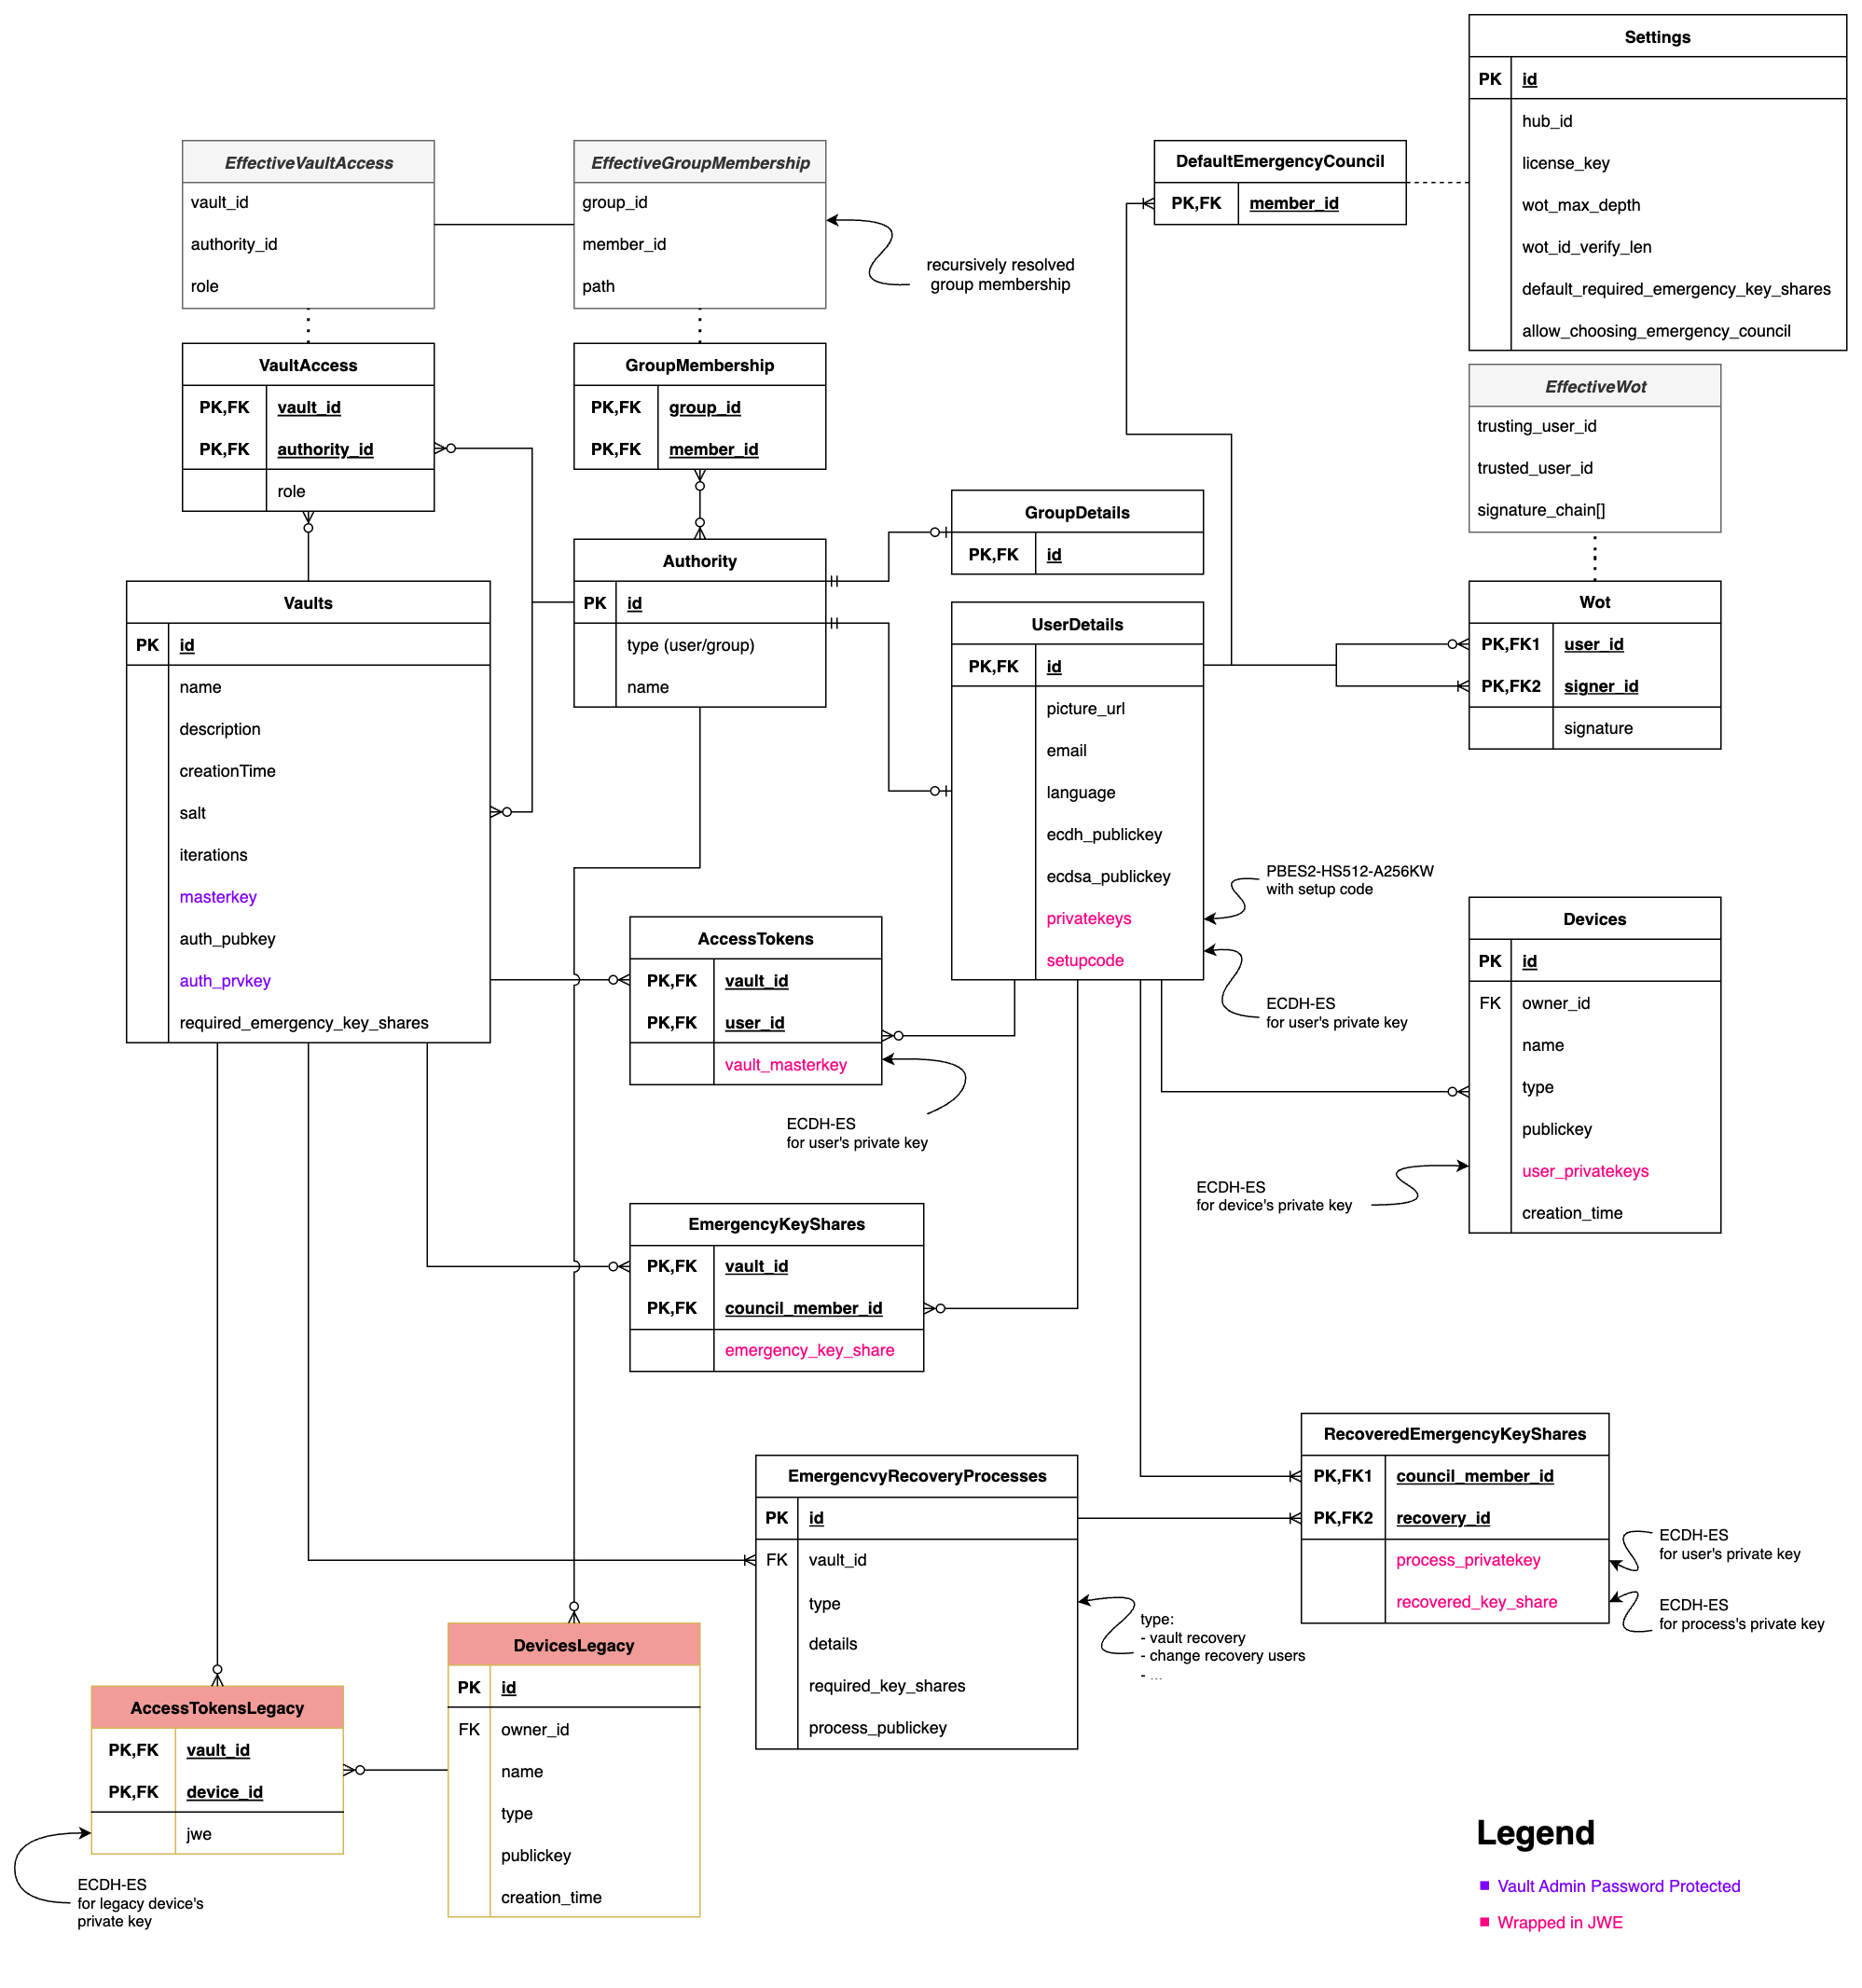 Settings
PK id
hub_id
license_key
wot_max_depth
wot_id_verify_len
default_required_emergency_key_shares
allow_choosing_emergency_council
EffectiveVaultAccess
vault_id
authority_id
role
EffectiveGroupMembership
group_id
member_id
path
recursively resolved
group membership
DefaultEmergencyCouncil
PK,FK member_id
EffectiveWot
trusting_user_id
trusted_user_id
signature_chain[]
VaultAccess
PK,FK vault_id
PK,FK authority_id
role
GroupMembership
PK,FK group_id
PK,FK member_id
GroupDetails
PK,FK id
Authority
PK id
type (user/group)
name
Vaults
PK id
name
description
creationTime
salt
iterations
masterkey
auth_pubkey
auth_prvkey
required_emergency_key_shares
UserDetails
PK,FK id
picture_url
email
language
ecdh_publickey
ecdsa_publickey
privatekeys
setupcode
PBES2-HS512-A256KW
with setup code
ECDH-ES
for user's private key
Wot
PK,FK1 user_id
PK,FK2 signer_id
signature
Devices
PK id
FK owner_id
name
type
publickey
user_privatekeys
creation_time
ECDH-ES
for device's private key
AccessTokens
PK,FK vault_id
PK,FK user_id
vault_masterkey
ECDH-ES
for user's private key
EmergencyKeyShares
PK,FK vault_id
PK,FK council_member_id
emergency_key_share
RecoveredEmergencyKeyShares
PK,FK1 council_member_id
PK,FK2 recovery_id
process_privatekey
recovered_key_share
ECDH-ES
for user's private key
ECDH-ES
for process's private key
EmergencvyRecoveryProcesses
PK id
FK vault_id
type
details
required_key_shares
process_publickey
type:
- vault recovery
- change recovery users
- ...
DevicesLegacy
PK id
FK owner_id
name
type
publickey
creation_time
AccessTokensLegacy
PK,FK vault_id
PK,FK device_id
jwe
ECDH-ES
for legacy device's
private key
Legend
Vault Admin Password Protected
Wrapped in JWE